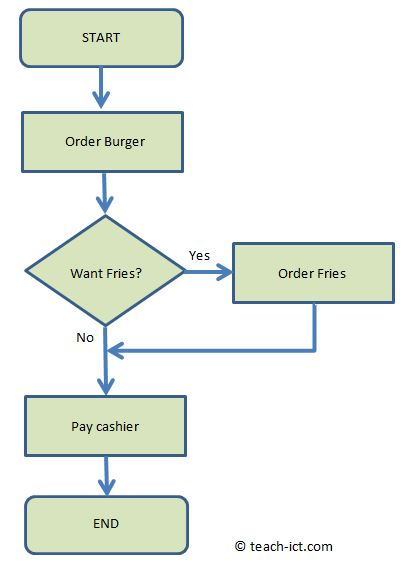 START
Order Burger
Want Fries?
Yes
Order Fries
No
Pay cashier
END
© teach-ict.com